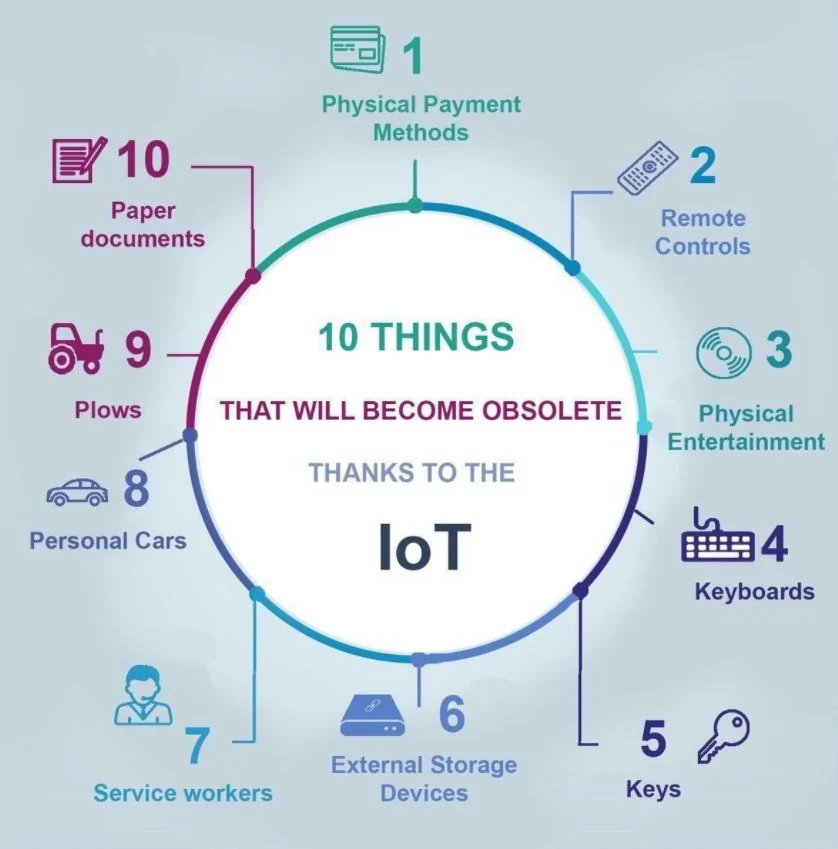 1
Physical Payment
Methods
10
Paper
documents
2
Remote
Controls
10 THINGS
THAT WILL BECOME OBSOLETE
THANKS TO THE
IoT
9
Plows
3
Physical
Entertainment
8
Personal Cars
4
Keyboards
7
Service workers
6
External Storage
Devices
5
Keys